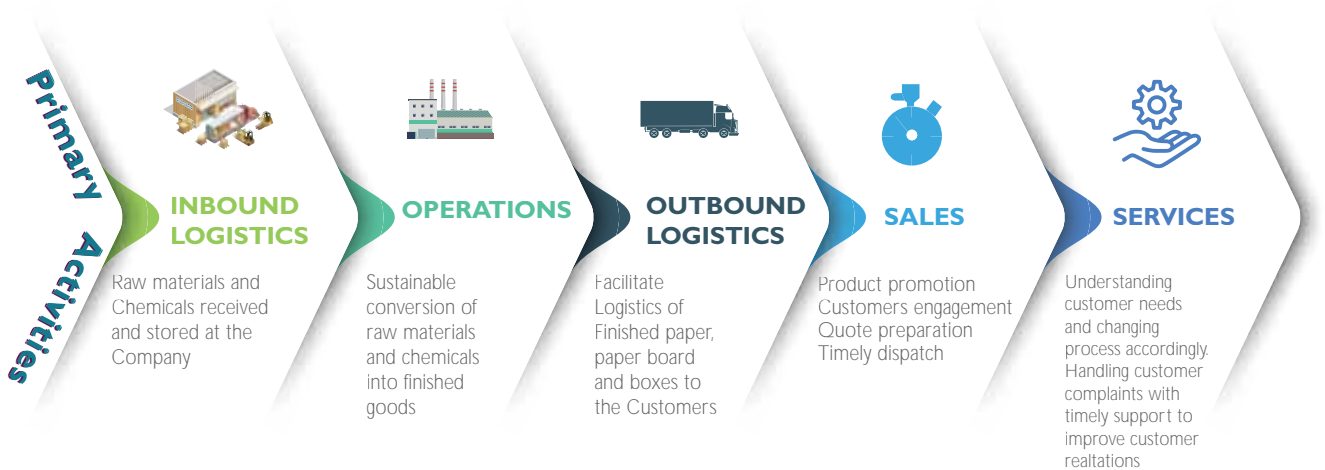 Primary Activities
INBOUND
LOGISTICS
Raw materials and
Chemicals received
and stored at the
Company
OPERATIONS
Sustainable
conversion of
raw materials
and chemicals
into finished
goods
OUTBOUND
LOGISTICS
Facilitate
Logistics of
Finished paper,
paper board
and boxes to
the Customers
SALES
Product promotion
Customers engagement
Quote preparation
Timely dispatch
SERVICES
Understanding
customer needs
and changing
process accordingly.
Handling customer
complaints with
timely support to
improve customer
realtations